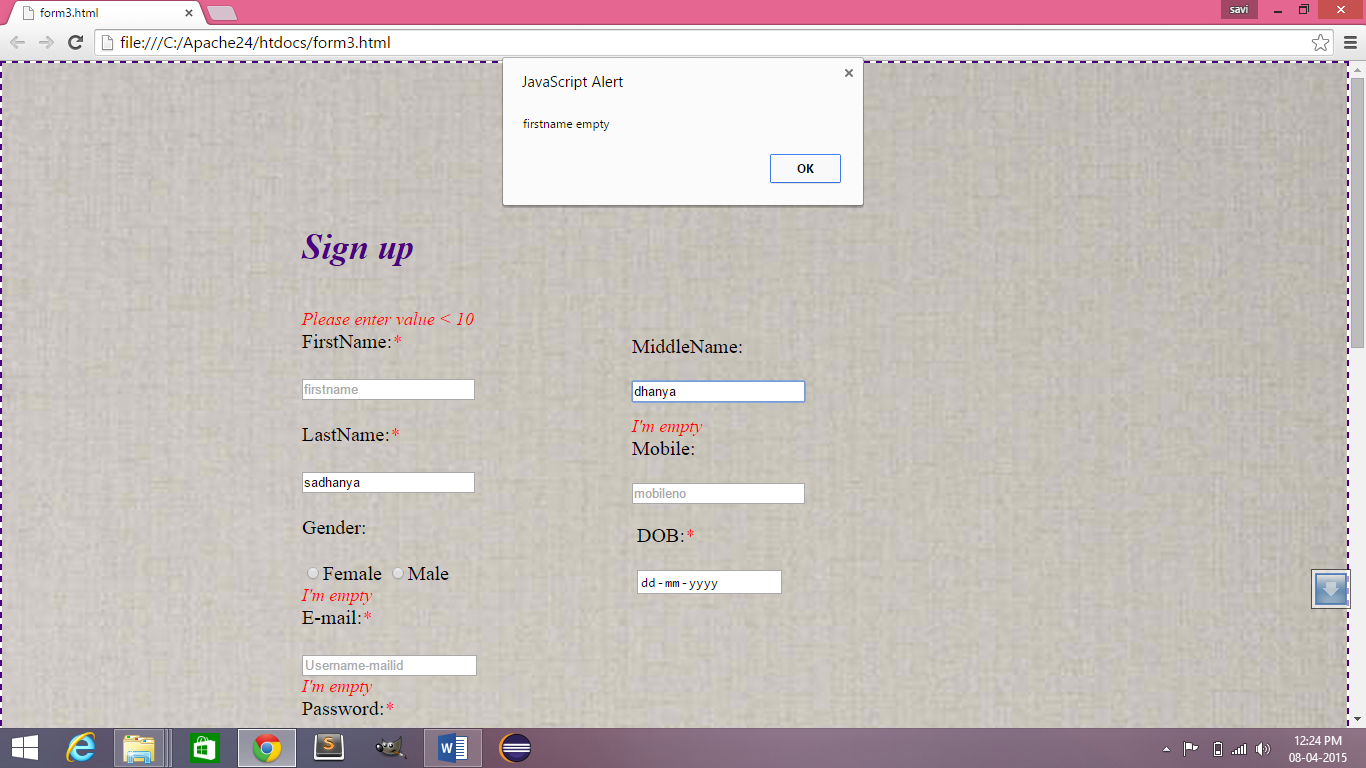 form3.html
savi
file:///C:/Apache24/htdocs/form3.html
JavaScript Alert
firstname empty
OK
Sign up
Please enter value < 10
FirstName:*
MiddleName:
firstname
dhanya
I'm empty
LastName:*
Mobile:
sadhanya
mobileno
Gender:
DOB:*
Female Male
dd-mm-yyyy
I'm empty
E-mail:*
Username-mailid
I'm empty
Password:*
12:24 PM
08-04-2015